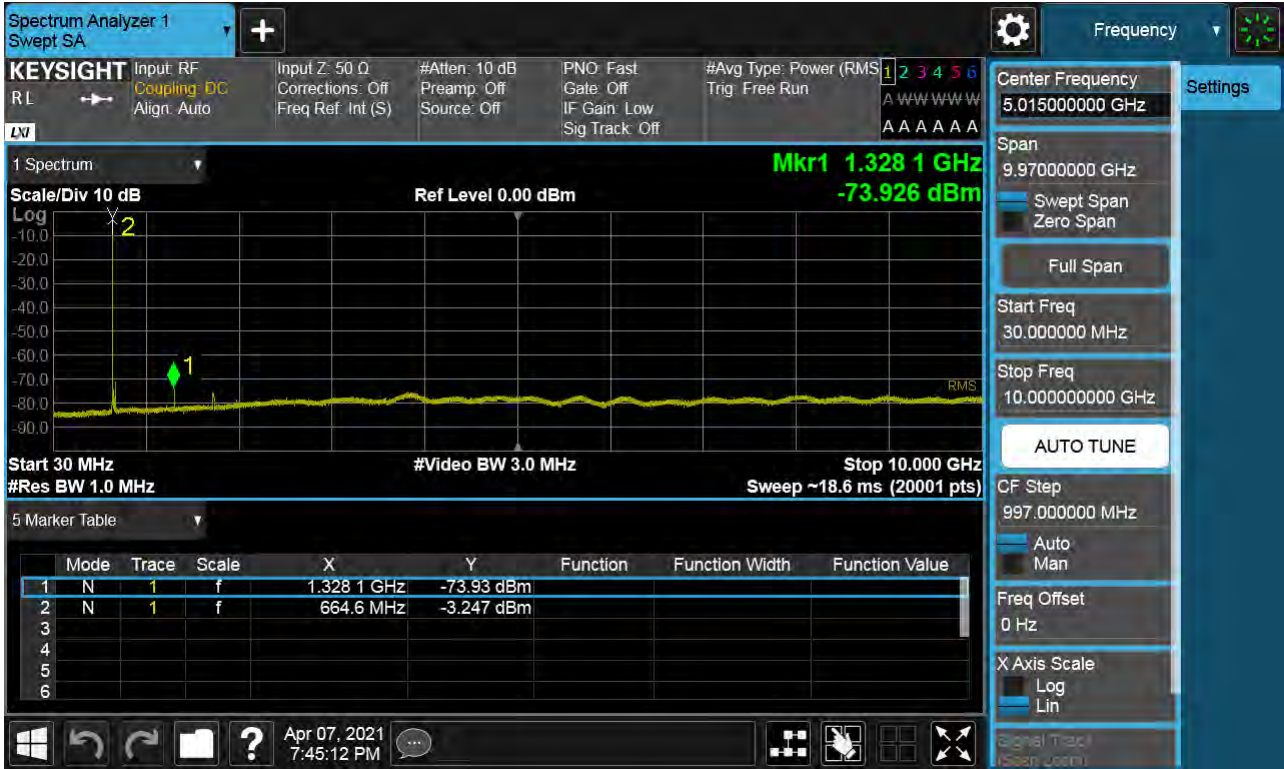 Spectrum Analyzer 1
Swept SA
+
Frequency
KEYSIGHT
RL
LXI
Input: RF
Coupling: DC
Align: Auto
Input Z: 50 Ω
Corrections: Off
Freq Ref: Int (S)
#Atten: 10 dB
Preamp: Off
Source: Off
PNO: Fast
Gate: Off
IF Gain: Low
Sig Track: Off
#Avg Type: Power (RMS
Trig: Free Run
1 2 3 4 5 6
A W W W W W
A A A A A A
1 Spectrum
Mkr1 1.328 1 GHz
-73.926 dBm
Scale/Div 10 dB
Ref Level 0.00 dBm
Log
-10.0
-20.0
-30.0
-40.0
-50.0
-60.0
-70.0
-80.0
-90.0
2
1
RMS
Start 30 MHz
#Video BW 3.0 MHz
Stop 10.000 GHz
#Res BW 1.0 MHz
Sweep ~18.6 ms (20001 pts)
5 Marker Table
Mode Trace Scale X Y Function Function Width Function Value
1 N 1 f 1.328 1 GHz -73.93 dBm
2 N 1 f 664.6 MHz -3.247 dBm
3
4
5
6
Apr 07, 2021
7:45:12 PM
?
Center Frequency
5.015000000 GHz
Settings
Span
9.97000000 GHz
Swept Span
Zero Span
Full Span
Start Freq
30.000000 MHz
Stop Freq
10.000000000 GHz
AUTO TUNE
CF Step
997.000000 MHz
Auto
Man
Freq Offset
0 Hz
X Axis Scale
Log
Lin
Signal Track
(Span Zoom)